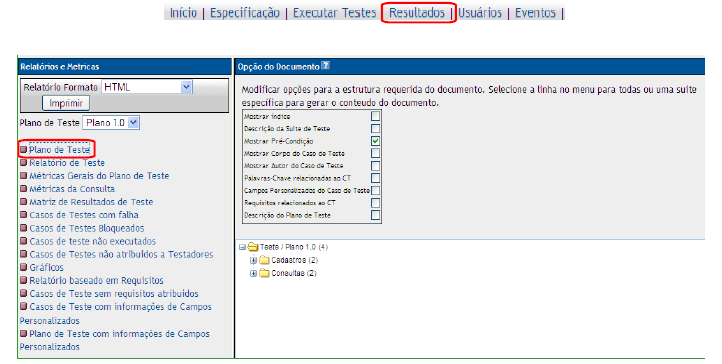 Início | Especificação | Executar Testes | Resultados | Usuários | Eventos |
Relatórios e Metricas
Relatório Formato HTML
Imprimir
Plano de Teste Plano 1.0
Plano de Teste
Relatório de Teste
Métricas Gerais do Plano de Teste
Métricas da Consulta
Matriz de Resultados de Teste
Casos de Testes com falha
Casos de Testes Bloqueados
Casos de teste não executados
Casos de Testes não atribuídos a Testadores
Gráficos
Relatório baseado em Requisitos
Casos de Teste sem requisitos atribuidos
Casos de Teste com informações de Campos
Personalizados
Plano de Teste com informações de Campos
Personalizados
Opção do Documento ?
Modificar opções para a estrutura requerida do documento. Selecione a linha no menu para todas ou uma suite
específica para gerar o conteudo do documento.
Mostrar índice
Descrição da Suite de Teste
Mostrar Pré-Condição
Mostrar Corpo do Caso de Teste
Mostrar Autor do Caso de Teste
Palavras-Chave relacionadas ao CT
Campos Personalizados do Caso de Teste
Requisitos relacionados ao CT
Descrição do Plano de Teste
Teste / Plano 1.0 (4)
Cadastros (2)
Consultas (2)